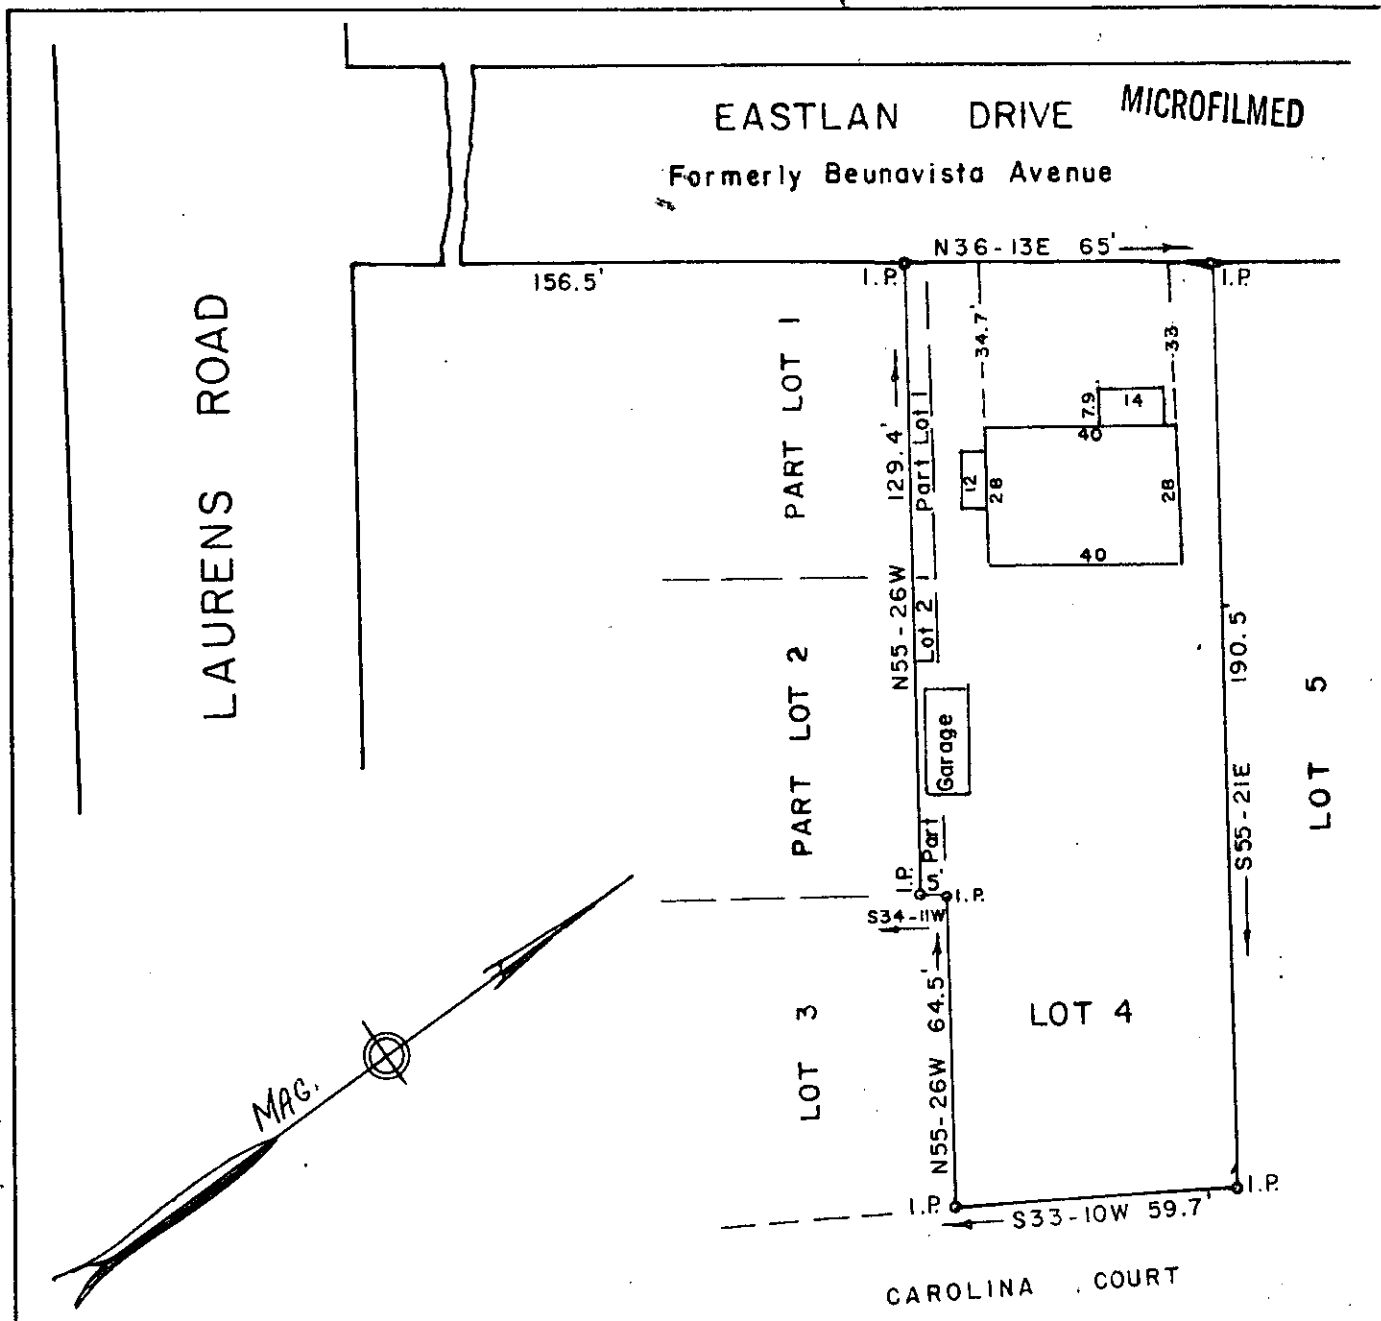 EASTLAN DRIVE
MICROFILMED
Formerly Beunavista Avenue
N36-13E 65'
156.5'
I.P.
I.P.
LAURENS ROAD
PART LOT 1
129.4'
N55-26W
Part Lot 1
34.7'
33
7.9
14
40
12
28
28
40
PART LOT 2
Lot 2
Garage
Part
190.5'
S55-21E
LOT 5
I.P.
5'
I.P.
S34-11W
LOT 3
N55-26W 64.5'
LOT 4
MAG.
I.P.
I.P.
S33-10W 59.7'
CAROLINA COURT